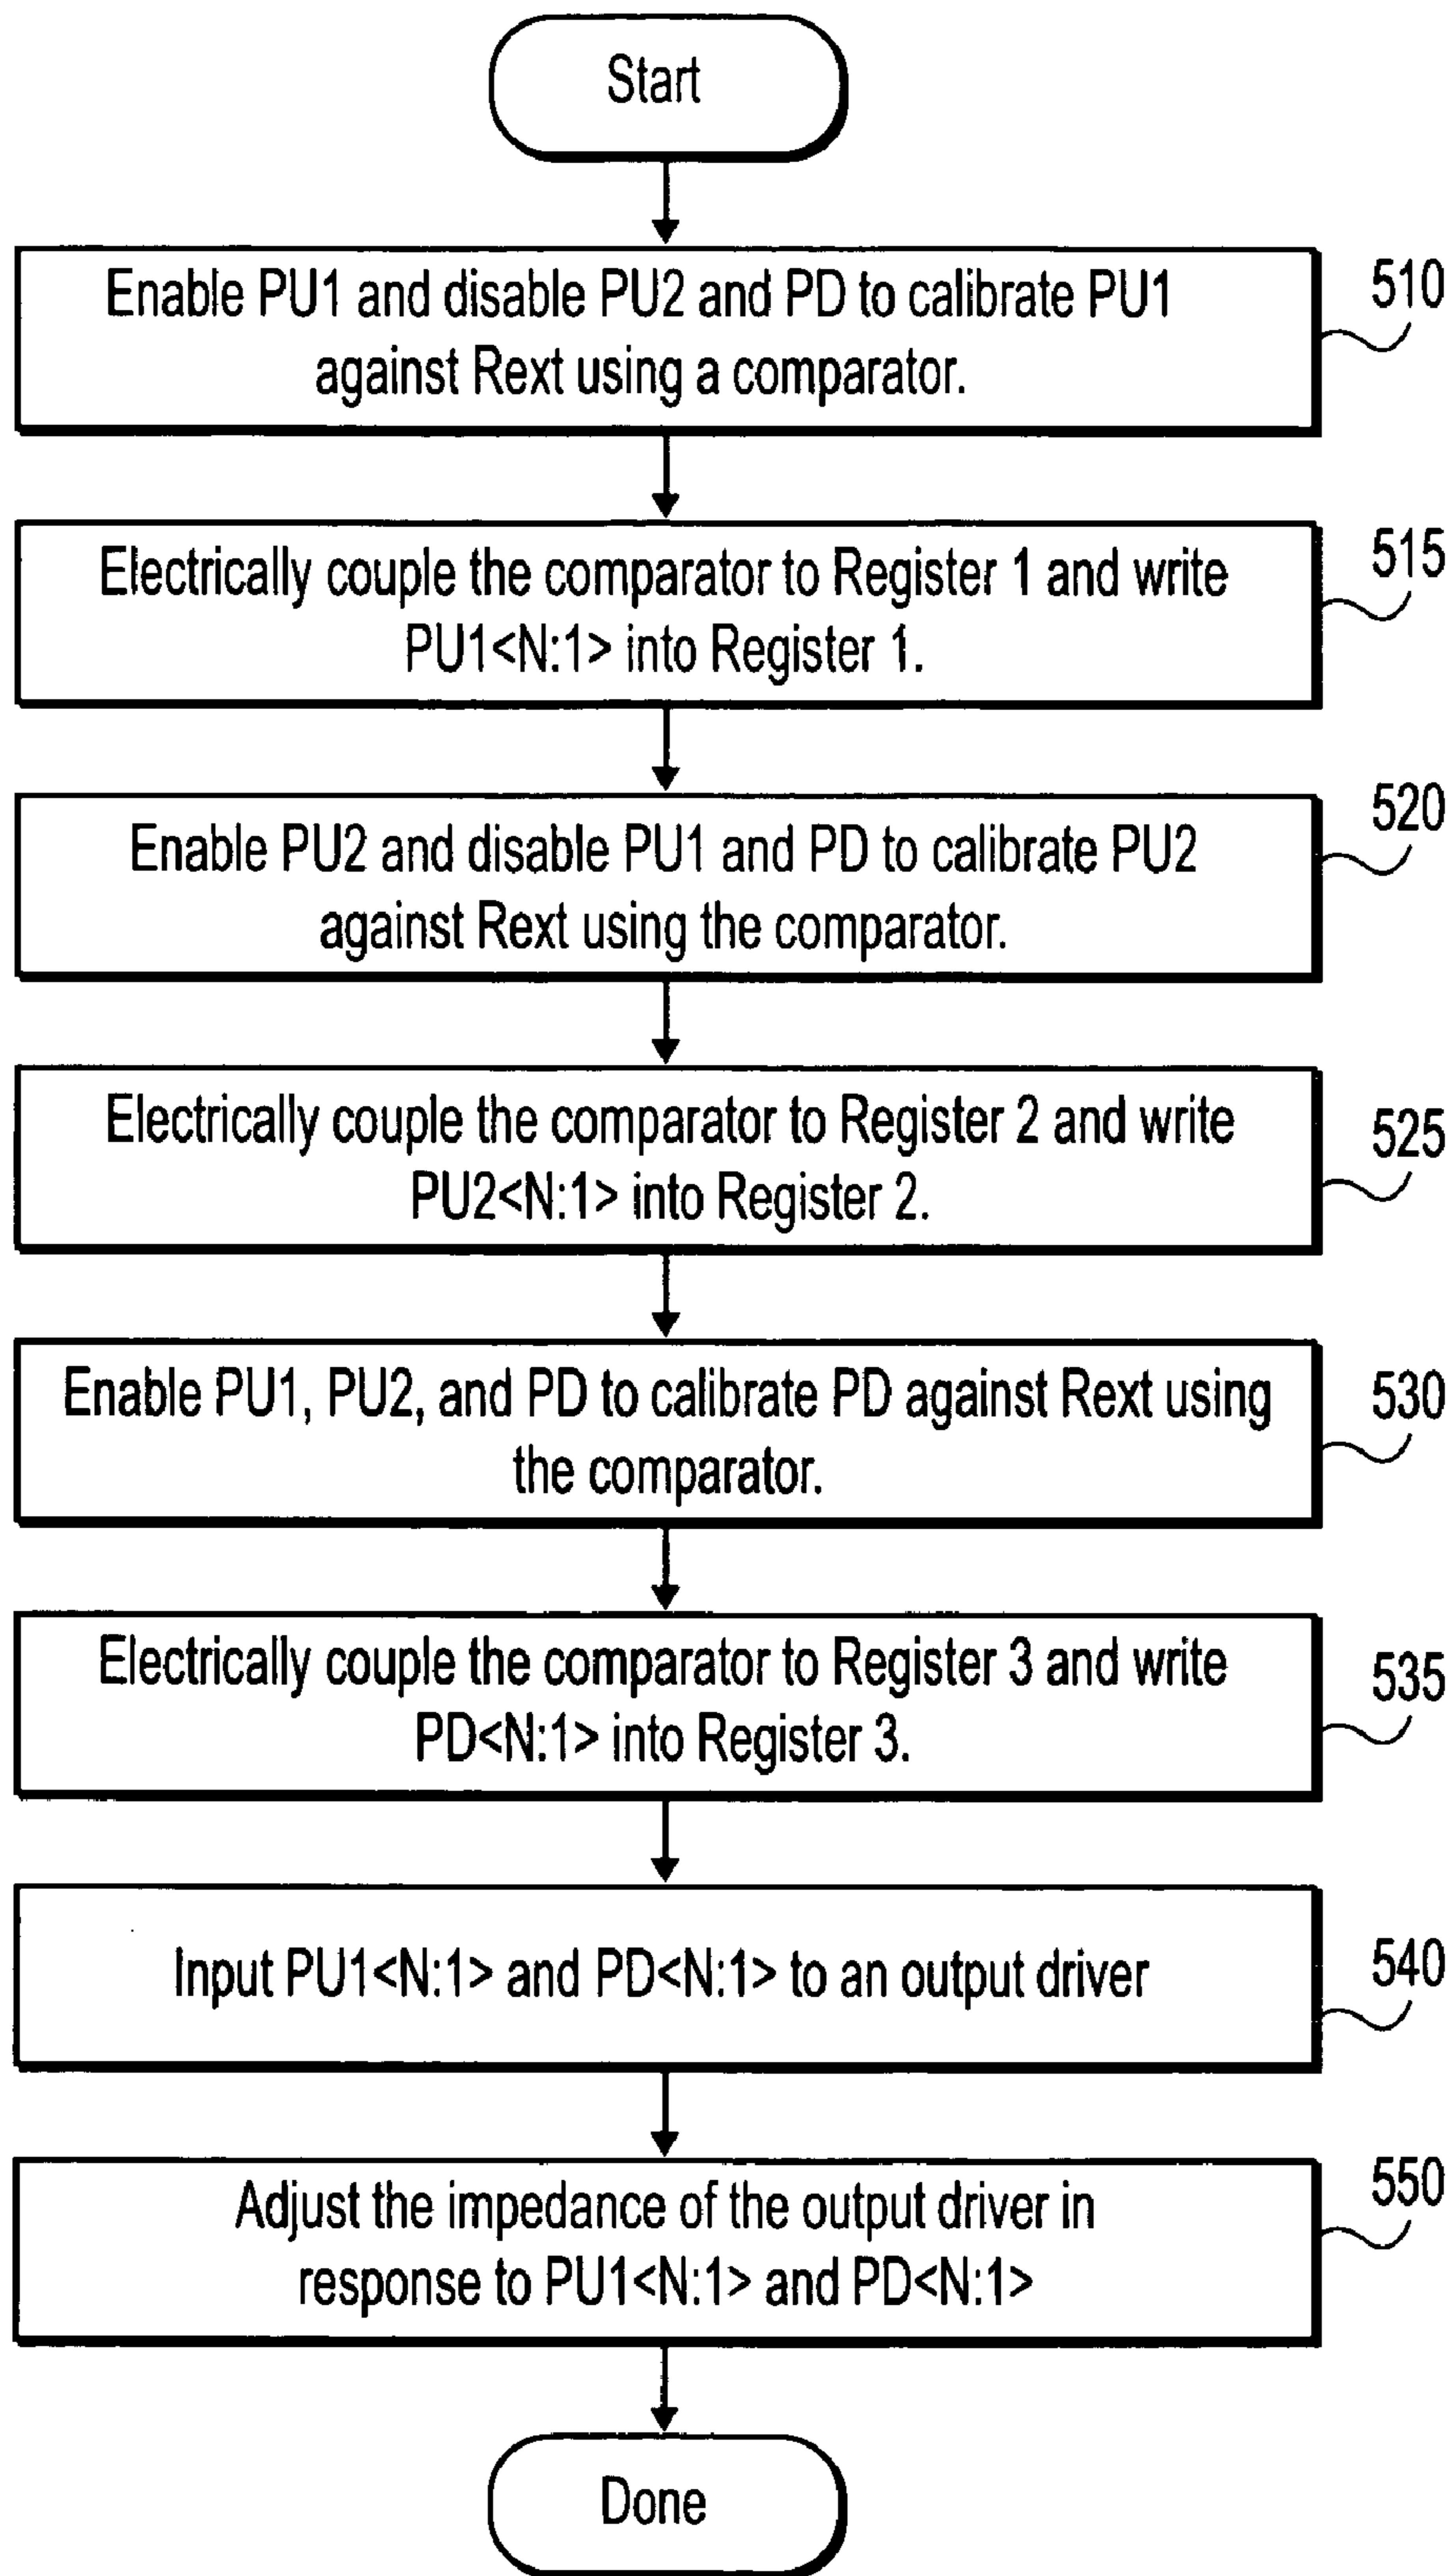 Start
Enable PU1 and disable PU2 and PD to calibrate PU1
against Rext using a comparator.
510
Electrically couple the comparator to Register 1 and write
PU1<N:1> into Register 1.
515
Enable PU2 and disable PU1 and PD to calibrate PU2
against Rext using the comparator.
520
Electrically couple the comparator to Register 2 and write
PU2<N:1> into Register 2.
525
Enable PU1, PU2, and PD to calibrate PD against Rext using
the comparator.
530
Electrically couple the comparator to Register 3 and write
PD<N:1> into Register 3.
535
Input PU1<N:1> and PD<N:1> to an output driver
540
Adjust the impedance of the output driver in
response to PU1<N:1> and PD<N:1>
550
Done